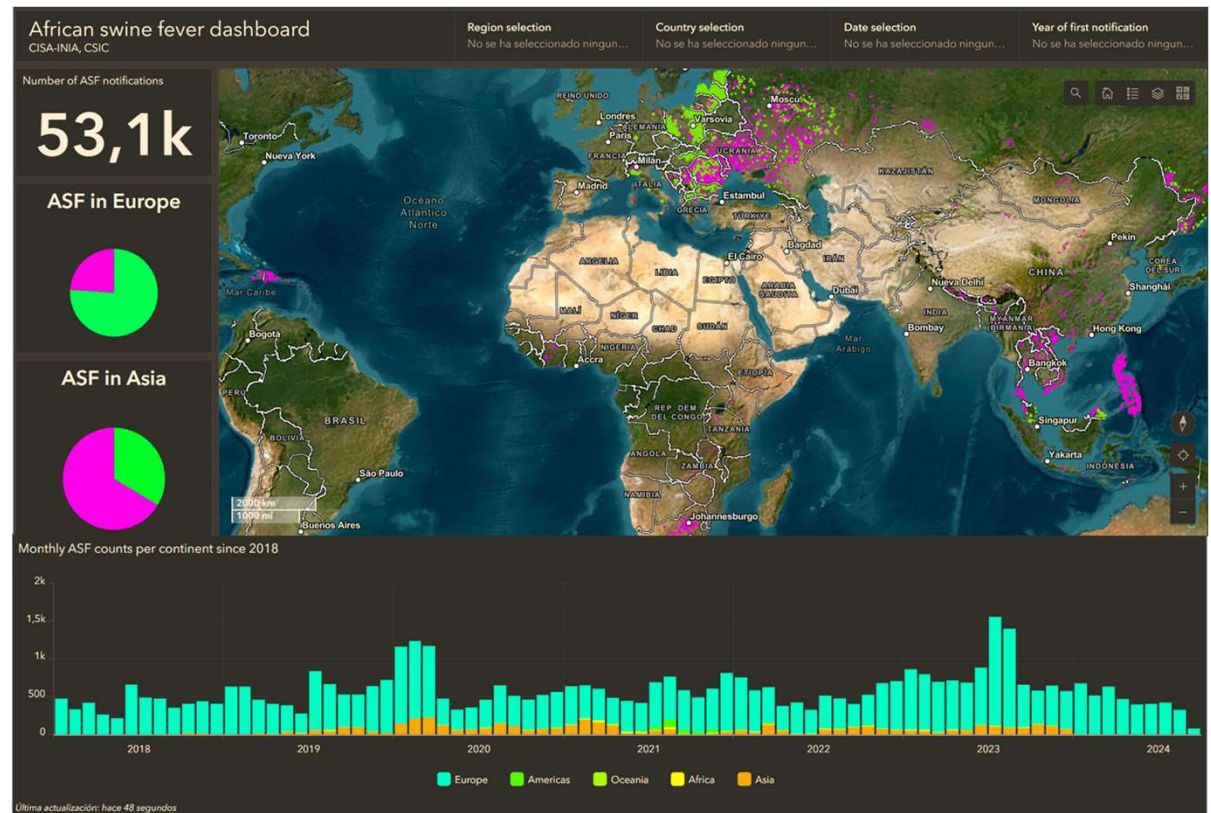 African swine fever dashboard
CISA-INIA, CSIC
Region selection
No se ha seleccionado ningun...
Country selection
No se ha seleccionado ningun...
Date selection
No se ha seleccionado ningun...
Year of first notification
No se ha seleccionado ningun...
Number of ASF notifications
53,1k
ASF in Europe
ASF in Asia
REINO UNIDO
Moscú
Londres
Varsovia
ALEMANIA
París
Toronto
UCRANIA
Nueva York
FRANCIA
Milán
KAZAJISTÁN
MONGOLIA
Madrid
ITALIA
Estambul
Océano
Atlántico
Norte
GRECIA
TÜRKIYE
Pekín
Bagdad
El Cairo
IRÁN
COREA
DEL SUR
ARGELIA
LIBIA
EGIPTO
ARABIA
SAUDITA
Dubái
Nueva Delhi
CHINA
Shanghái
Mar Caribe
MALÍ
NÍGER
CHAD
SUDÁN
INDIA
MYANMAR
(BIRMANIA)
Bombay
Hong Kong
Bogotá
NIGERIA
Mar
Arábigo
Accra
Bangkok
ETIOPÍA
PERÚ
BRASIL
REP. DEM.
DEL CONGO
TANZANIA
Singapur
BOLIVIA
ANGOLA
ZAMBIA
Yakarta
INDONESIA
São Paulo
NAMIBIA
2000 km
1000 mi
Buenos Aires
Johannesburgo
Monthly ASF counts per continent since 2018
2k
1,5k
1k
500
0
2018 2019 2020 2021 2022 2023 2024
Europe Americas Oceania Africa Asia
Última actualización: hace 48 segundos